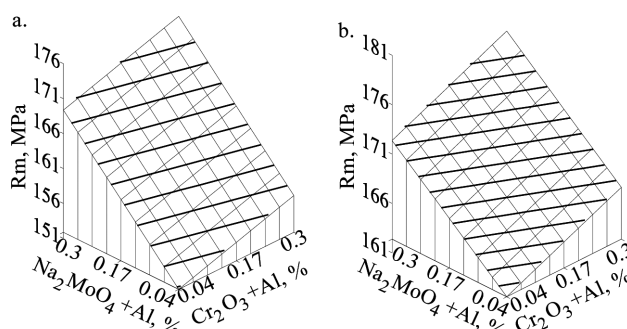 a.
Rm, MPa
176
171
166
161
156
151
0.3
0.17
0.04
Na₂MoO₄ +Al, %
0.04
0.17
0.3
Cr₂O₃+Al, %
b.
Rm, MPa
181
176
171
166
161
0.3
0.17
0.04
Na₂MoO₄ +Al, %
0.04
0.17
0.3
Cr₂O₃+Al, %